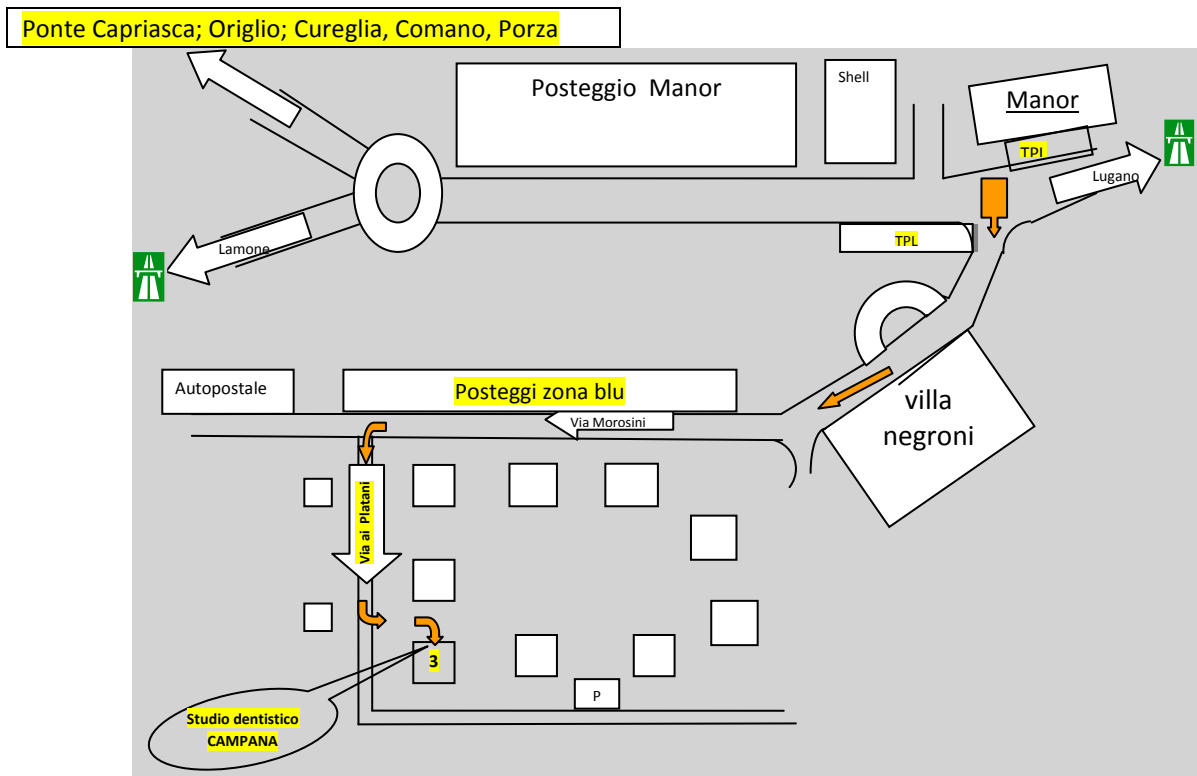 Ponte Capriasca; Origlio; Cureglia, Comano, Porza
Posteggio Manor
Shell
Manor
TPL
Lugano
Lamone
TPL
Autopostale
Posteggi zona blu
Via Morosini
villa
negroni
Via ai Platani
3
P
Studio dentistico
CAMPANA